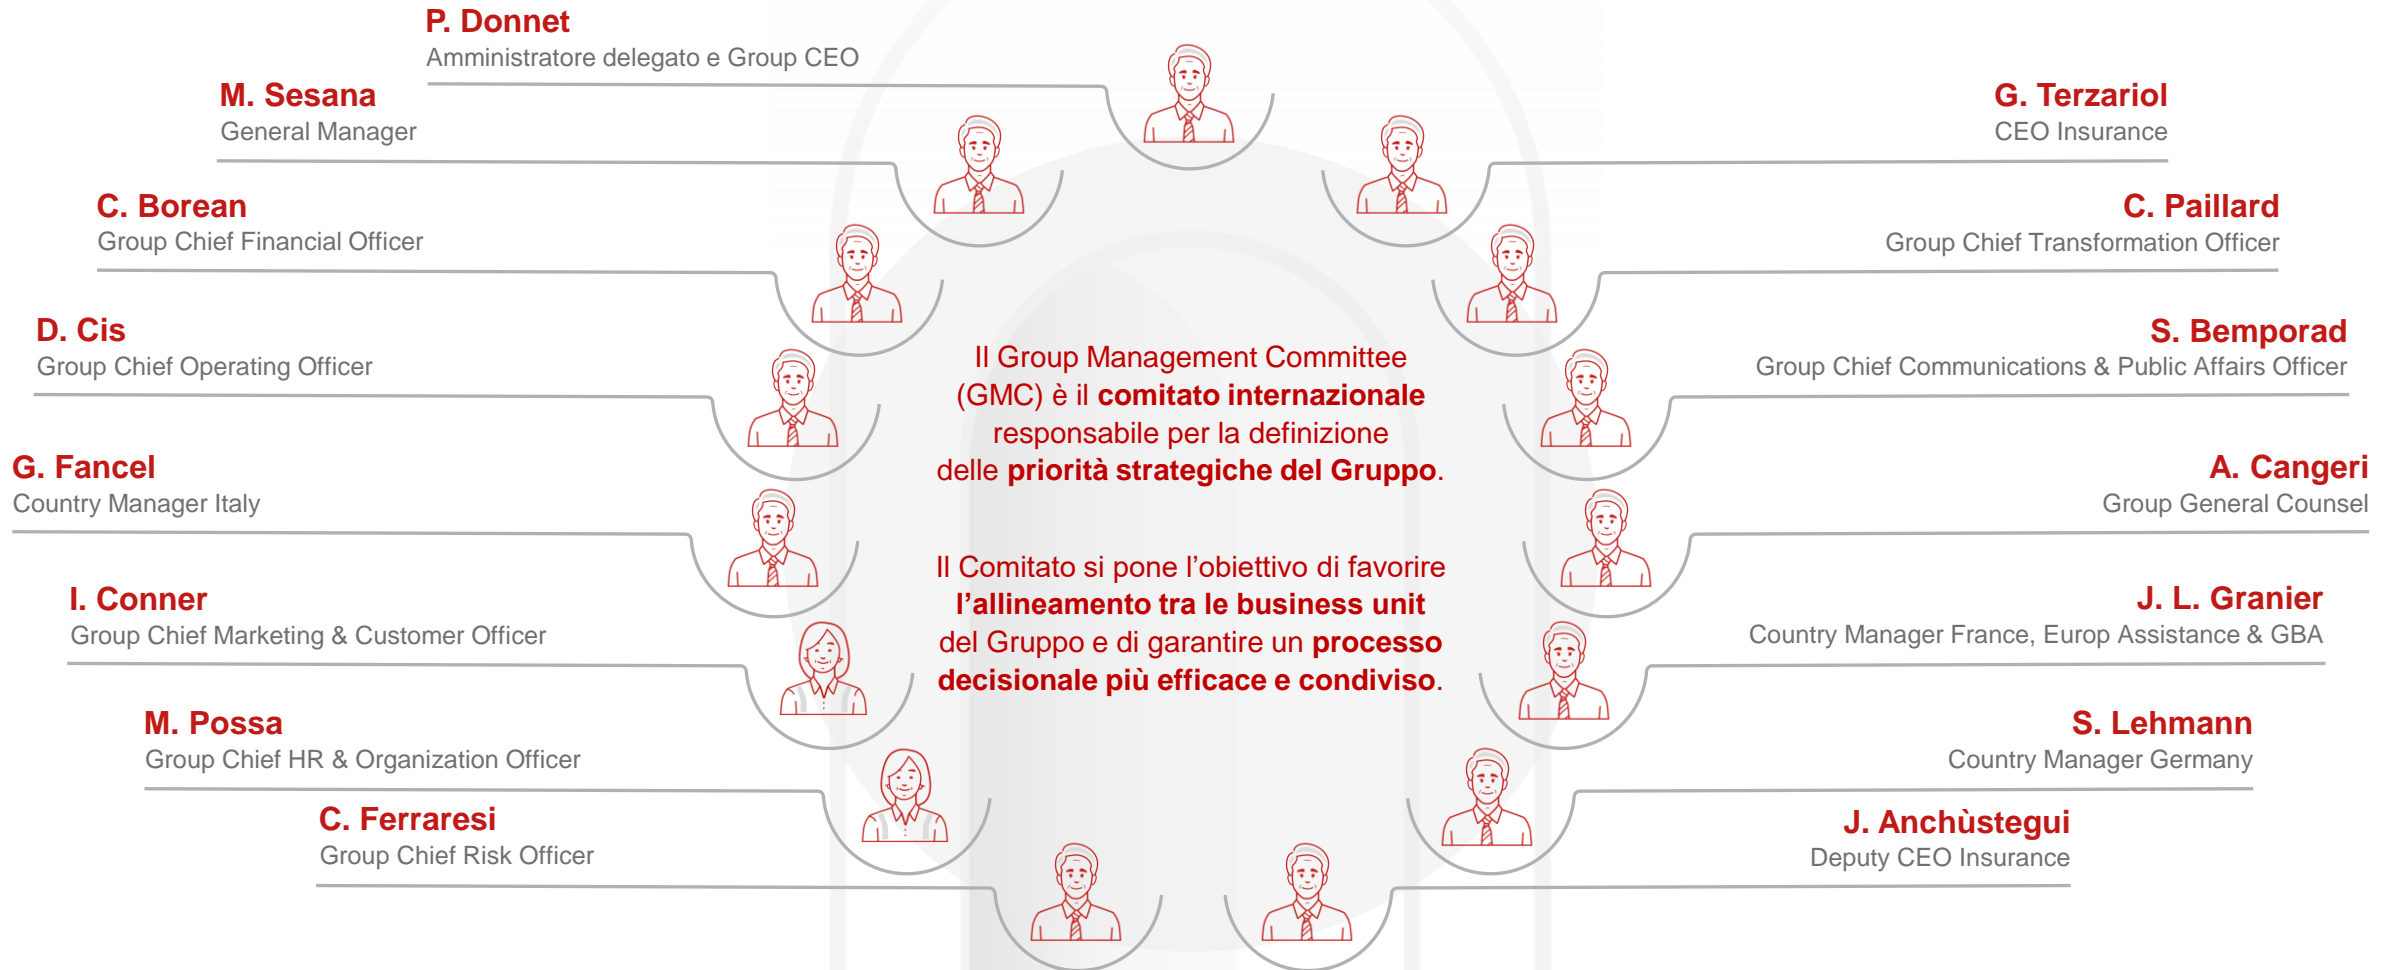 P. Donnet
Amministratore delegato e Group CEO
M. Sesana
General Manager
C. Borean
Group Chief Financial Officer
D. Cis
Group Chief Operating Officer
G. Fancel
Country Manager Italy
I. Conner
Group Chief Marketing & Customer Officer
M. Possa
Group Chief HR & Organization Officer
C. Ferraresi
Group Chief Risk Officer
Il Group Management Committee
(GMC) è il comitato internazionale
responsabile per la definizione
delle priorità strategiche del Gruppo.
Il Comitato si pone l’obiettivo di favorire
l’allineamento tra le business unit
del Gruppo e di garantire un processo
decisionale più efficace e condiviso.
G. Terzariol
CEO Insurance
C. Paillard
Group Chief Transformation Officer
S. Bemporad
Group Chief Communications & Public Affairs Officer
A. Cangeri
Group General Counsel
J. L. Granier
Country Manager France, Europ Assistance & GBA
S. Lehmann
Country Manager Germany
J. Anchùstegui
Deputy CEO Insurance